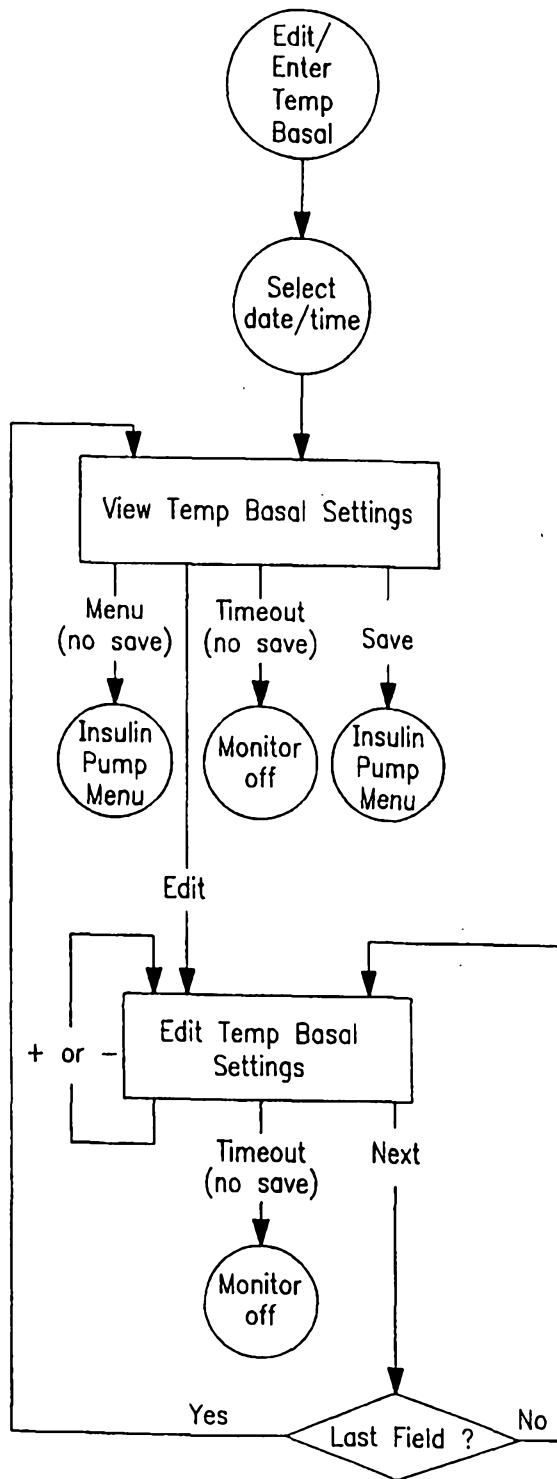 Edit/
Enter
Temp
Basal
Select
date/time
View Temp Basal Settings
Menu
(no save)
Timeout
(no save)
Save
Insulin
Pump
Menu
Monitor
off
Insulin
Pump
Menu
Edit
+ or -
Edit Temp Basal
Settings
Timeout
(no save)
Next
Monitor
off
Yes
Last Field ?
No